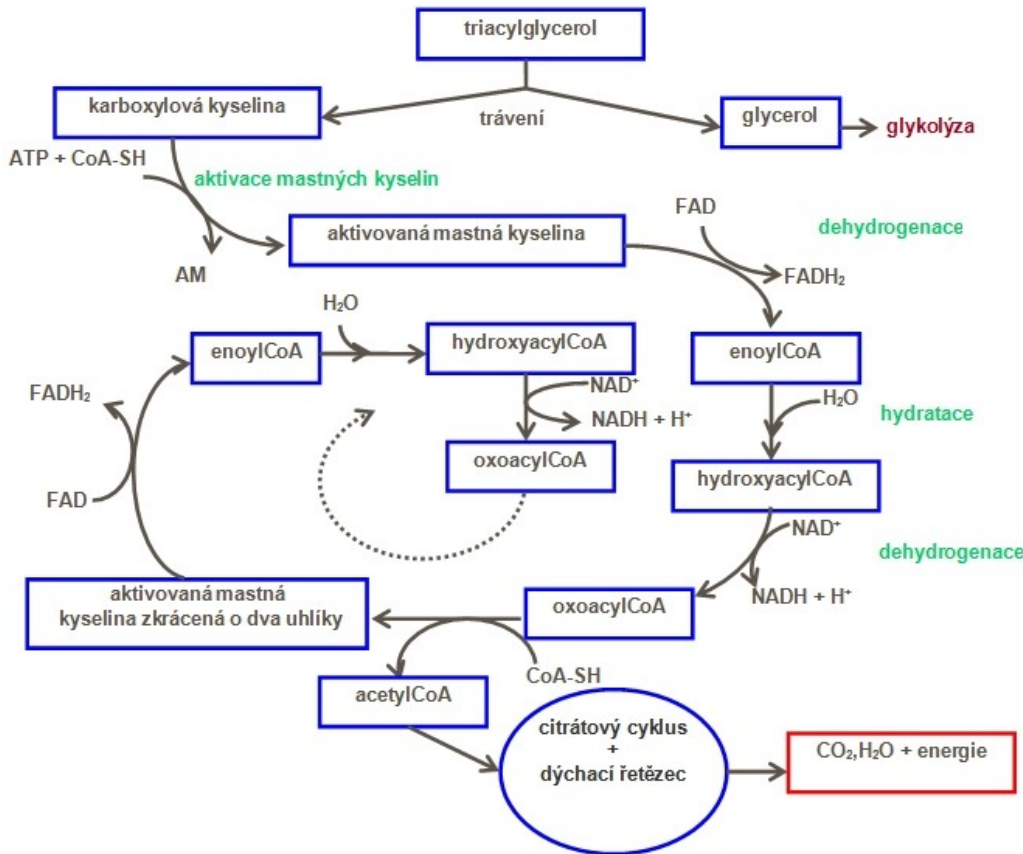 triacylglycerol
karboxylová kyselina
trávení
glycerol
glykolýza
ATP + CoA-SH
aktivace mastných kyselin
AM
aktivovaná mastná kyselina
FAD
dehydrogenace
FADH₂
H₂O
enoylCoA
hydroxyacylCoA
enoylCoA
NAD⁺
NADH + H⁺
H₂O
hydratace
FADH₂
oxoacylCoA
hydroxyacylCoA
FAD
NAD⁺
dehydrogenace
NADH + H⁺
aktivovaná mastná
kyselina zkrácená o dva uhlíky
oxoacylCoA
CoA-SH
acetylCoA
citrátový cyklus
+
dýchací řetězec
CO₂,H₂O + energie